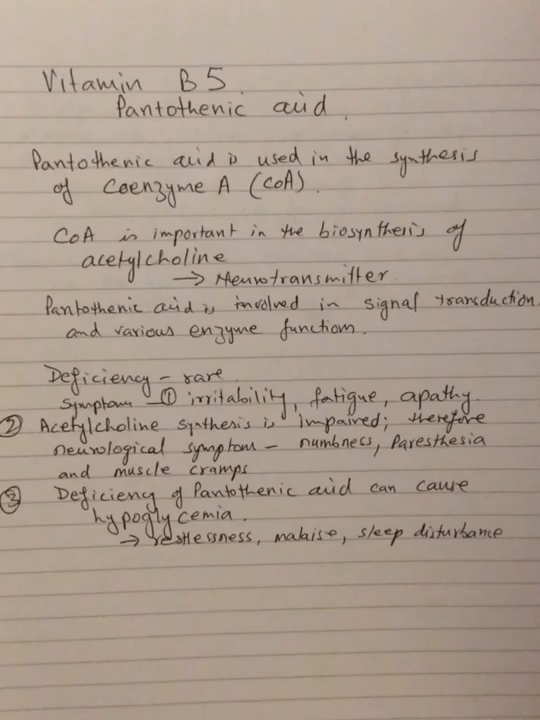 Vitamin B5.
Pantothenic acid.
Pantothenic acid is used in the synthesis
of Coenzyme A (CoA).
CoA is important in the biosynthesis of
acetylcholine
→ Neurotransmitter
Pantothenic acid is involved in signal transduction
and various enzyme functions.
Deficiency - rare
Symptom - ① irritability, fatigue, apathy.
② Acetylcholine synthesis is impaired; therefore
neurological symptom - numbness, Paresthesia
and muscle cramps
③ Deficiency of Pantothenic acid can cause
hypoglycemia.
→ restlessness, malaise, sleep disturbance